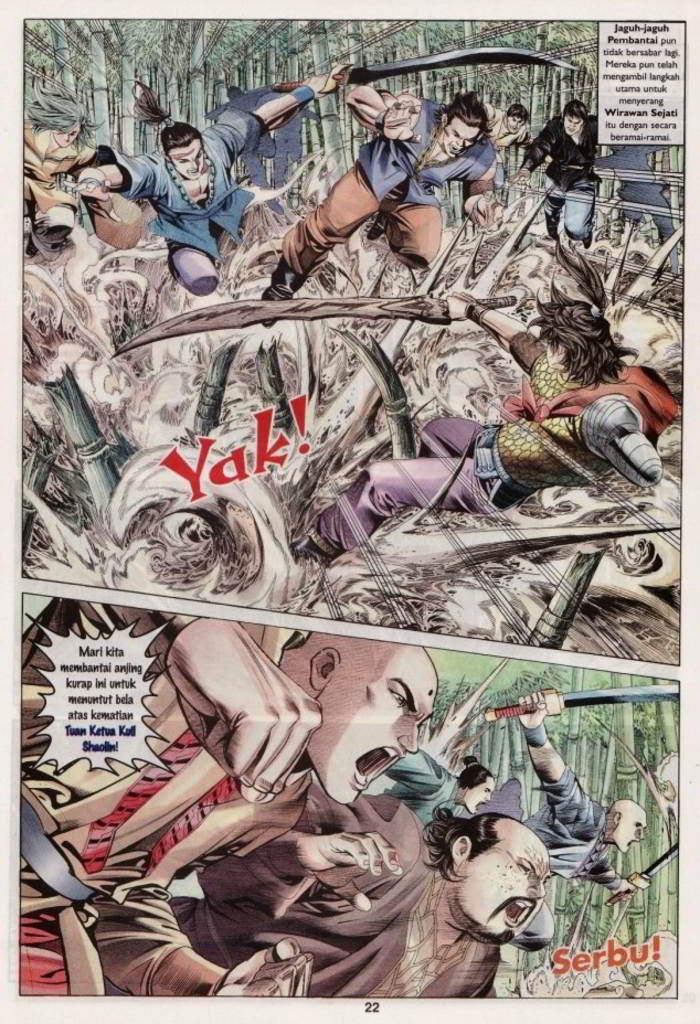 Jaguh-jaguh
Pembantai pun
tidak bersabar lagi.
Mereka pun telah
mengambil langkah
utama untuk
menyerang
Wirawan Sejati
itu dengan secara
beramai-ramai.
Yak!
Mari kita
membantai anjing
kurap ini untuk
menuntut bela
atas kematian
Tuan Ketua Kuil
Shaolin!
Serbu!
22